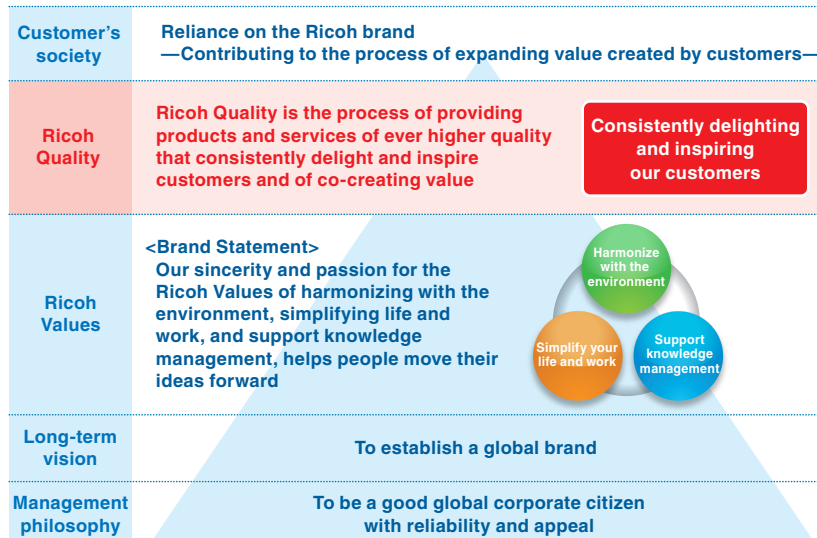 Customer's
society
Reliance on the Ricoh brand
—Contributing to the process of expanding value created by customers—
Ricoh
Quality
Ricoh Quality is the process of providing
products and services of ever higher quality
that consistently delight and inspire
customers and of co-creating value
Consistently delighting
and inspiring
our customers
Ricoh
Values
<Brand Statement>
Our sincerity and passion for the
Ricoh Values of harmonizing with the
environment, simplifying life and
work, and support knowledge
management, helps people move their
ideas forward
Harmonize
with the
environment
Simplify your
life and work
Support
knowledge
management
Long-term
vision
To establish a global brand
Management
philosophy
To be a good global corporate citizen
with reliability and appeal